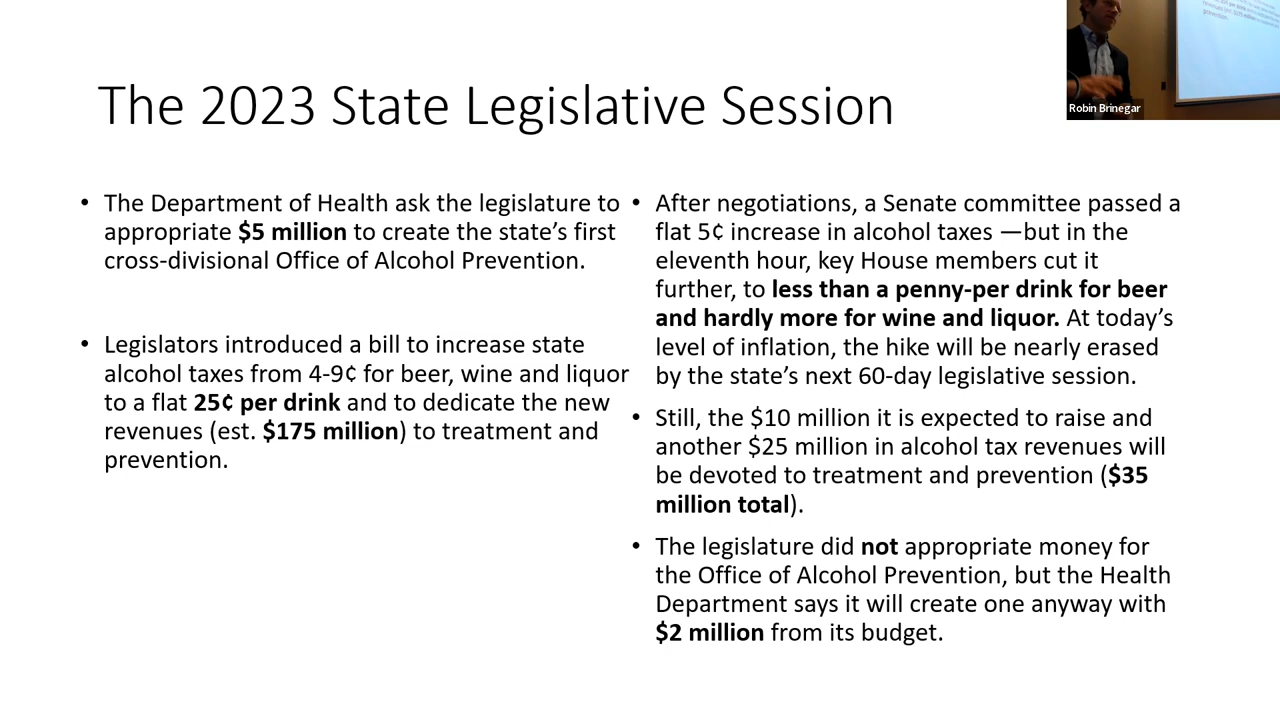 The 2023 State Legislative Session
• The Department of Health ask the legislature to
appropriate $5 million to create the state’s first
cross-divisional Office of Alcohol Prevention.
• Legislators introduced a bill to increase state
alcohol taxes from 4-9¢ for beer, wine and liquor
to a flat 25¢ per drink and to dedicate the new
revenues (est. $175 million) to treatment and
prevention.
• After negotiations, a Senate committee passed a
flat 5¢ increase in alcohol taxes —but in the
eleventh hour, key House members cut it
further, to less than a penny-per drink for beer
and hardly more for wine and liquor. At today’s
level of inflation, the hike will be nearly erased
by the state’s next 60-day legislative session.
• Still, the $10 million it is expected to raise and
another $25 million in alcohol tax revenues will
be devoted to treatment and prevention ($35
million total).
• The legislature did not appropriate money for
the Office of Alcohol Prevention, but the Health
Department says it will create one anyway with
$2 million from its budget.
Robin Brinegar